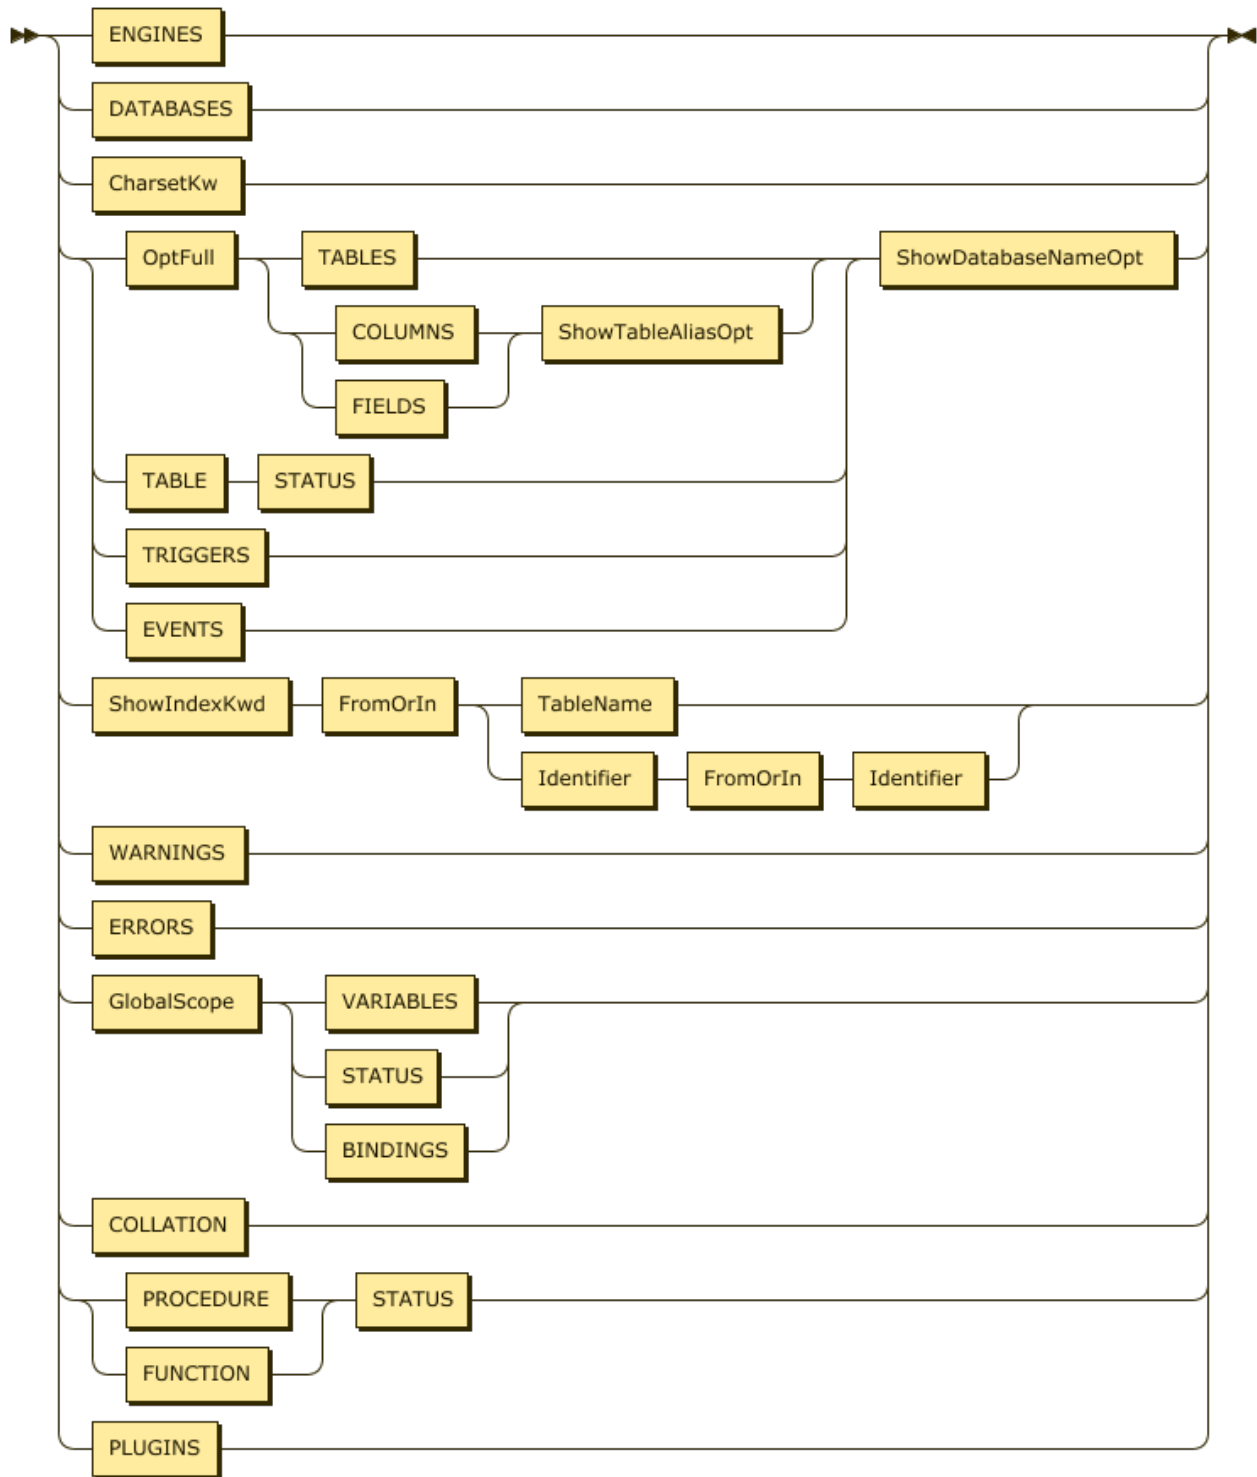 ENGINES
DATABASES
CharsetKw
OptFull TABLES ShowDatabaseNameOpt
COLUMNS ShowTableAliasOpt
FIELDS
TABLE STATUS
TRIGGERS
EVENTS
ShowIndexKwd FromOrIn TableName
Identifier FromOrIn Identifier
WARNINGS
ERRORS
GlobalScope VARIABLES
STATUS
BINDINGS
COLLATION
PROCEDURE STATUS
FUNCTION
PLUGINS